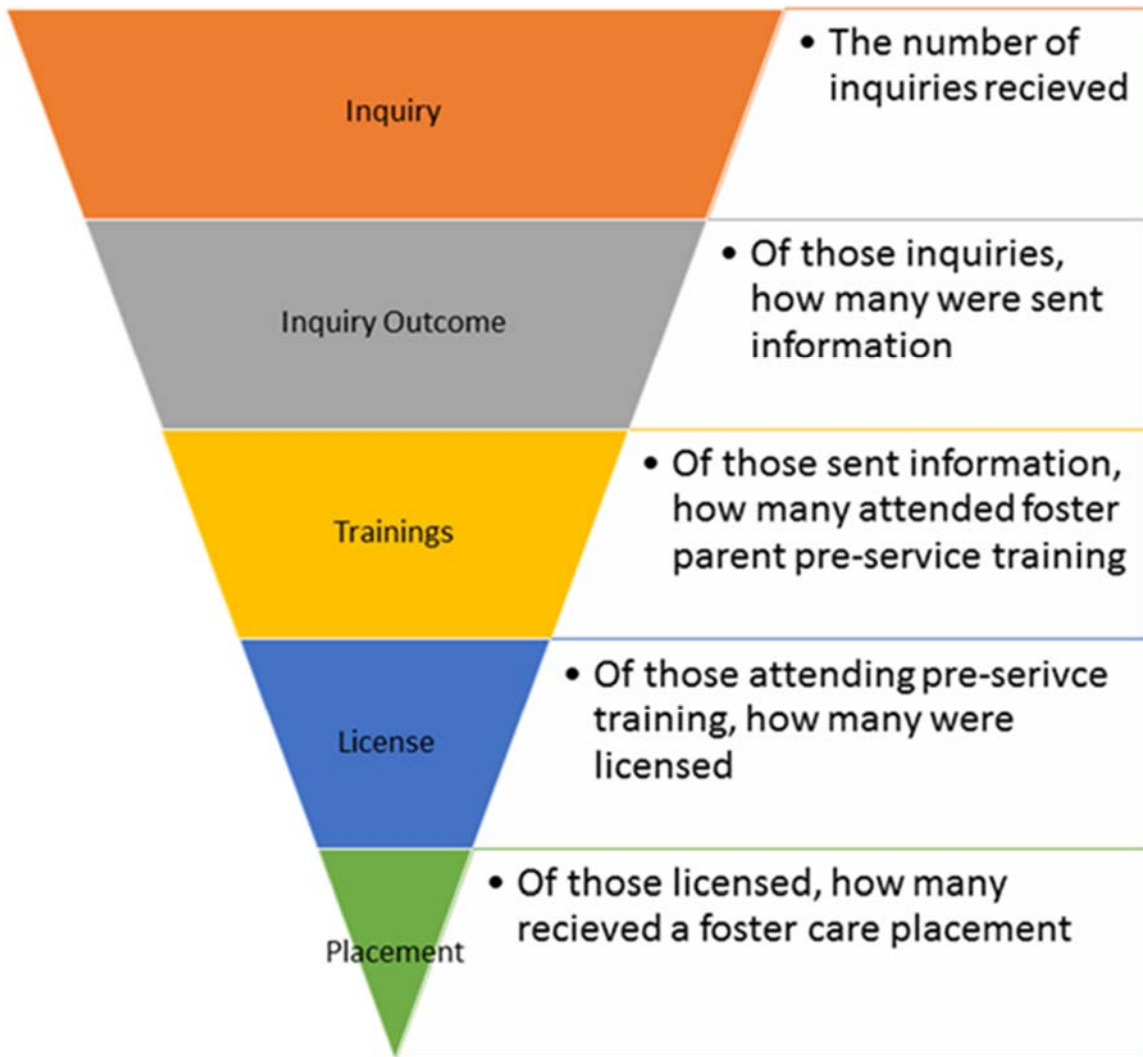 Inquiry
• The number of
inquiries recieved
Inquiry Outcome
• Of those inquiries,
how many were sent
information
Trainings
• Of those sent information,
how many attended foster
parent pre-service training
License
• Of those attending pre-serivce
training, how many were
licensed
Placement
• Of those licensed, how many
recieved a foster care placement